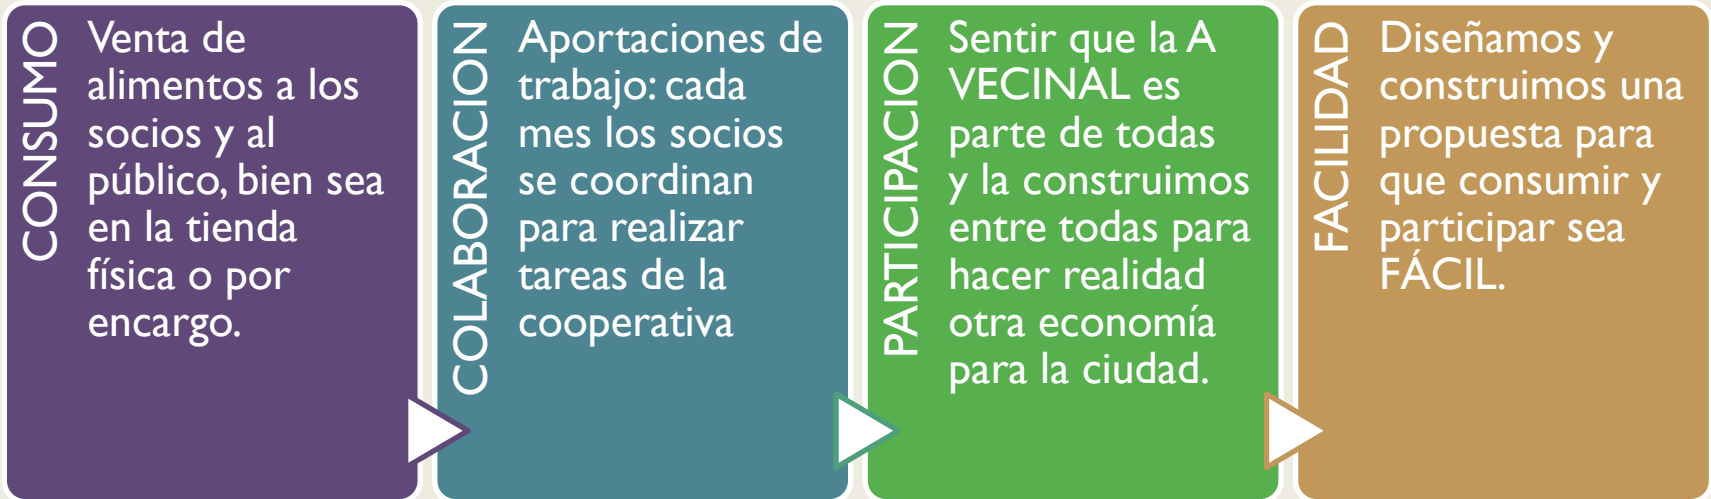 CONSUMO
Venta de
alimentos a los
socios y al
público, bien sea
en la tienda
física o por
encargo.
COLABORACION
Aportaciones de
trabajo: cada
mes los socios
se coordinan
para realizar
tareas de la
cooperativa
PARTICIPACION
Sentir que la A
VECINAL es
parte de todas
y la construimos
entre todas para
hacer realidad
otra economía
para la ciudad.
FACILIDAD
Diseñamos y
construimos una
propuesta para
que consumir y
participar sea
FÁCIL.